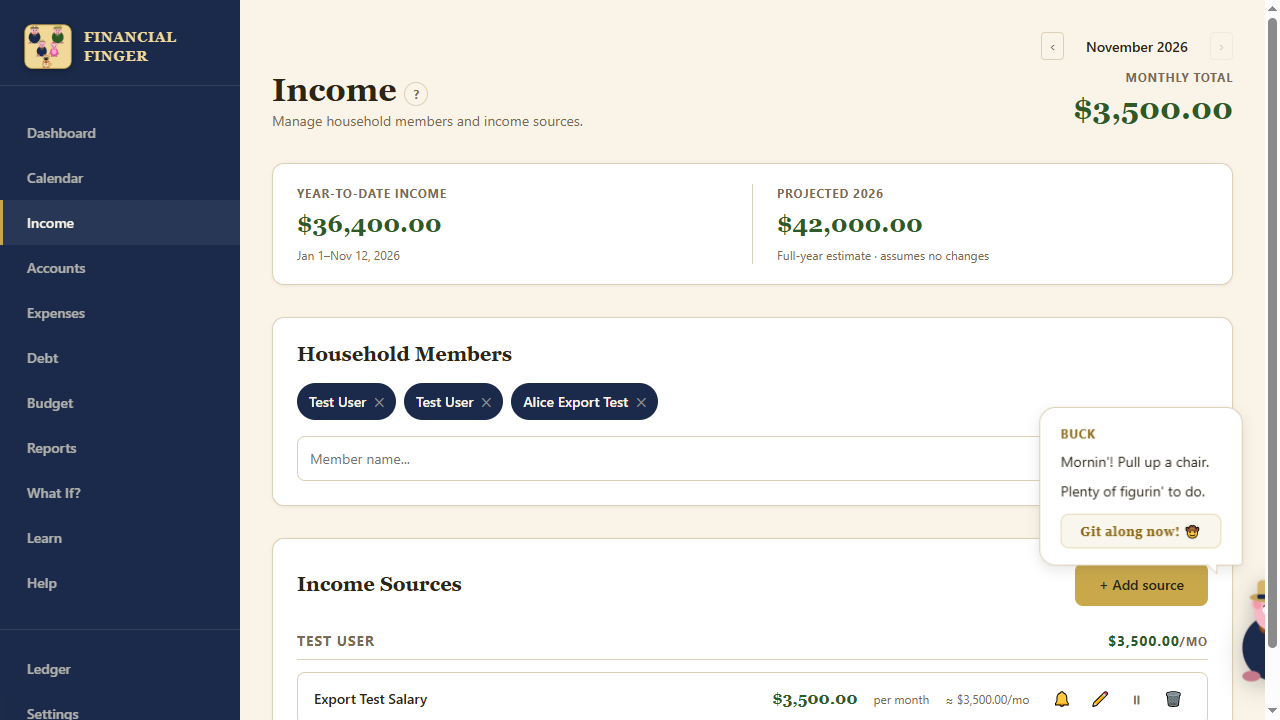 FINANCIAL
FINGER
Dashboard
Calendar
Income
Accounts
Expenses
Debt
Budget
Reports
What If?
Learn
Help
Ledger
Settings
‹ November 2026 ›
Income ?
Manage household members and income sources.
MONTHLY TOTAL
$3,500.00
YEAR-TO-DATE INCOME
$36,400.00
Jan 1–Nov 12, 2026
PROJECTED 2026
$42,000.00
Full-year estimate · assumes no changes
Household Members
Test User ×
Test User ×
Alice Export Test ×
Member name...
BUCK
Mornin'! Pull up a chair.
Plenty of figurin' to do.
Git along now! 🤠
Income Sources
+ Add source
TEST USER
$3,500.00/MO
Export Test Salary
$3,500.00 per month ≈ $3,500.00/mo